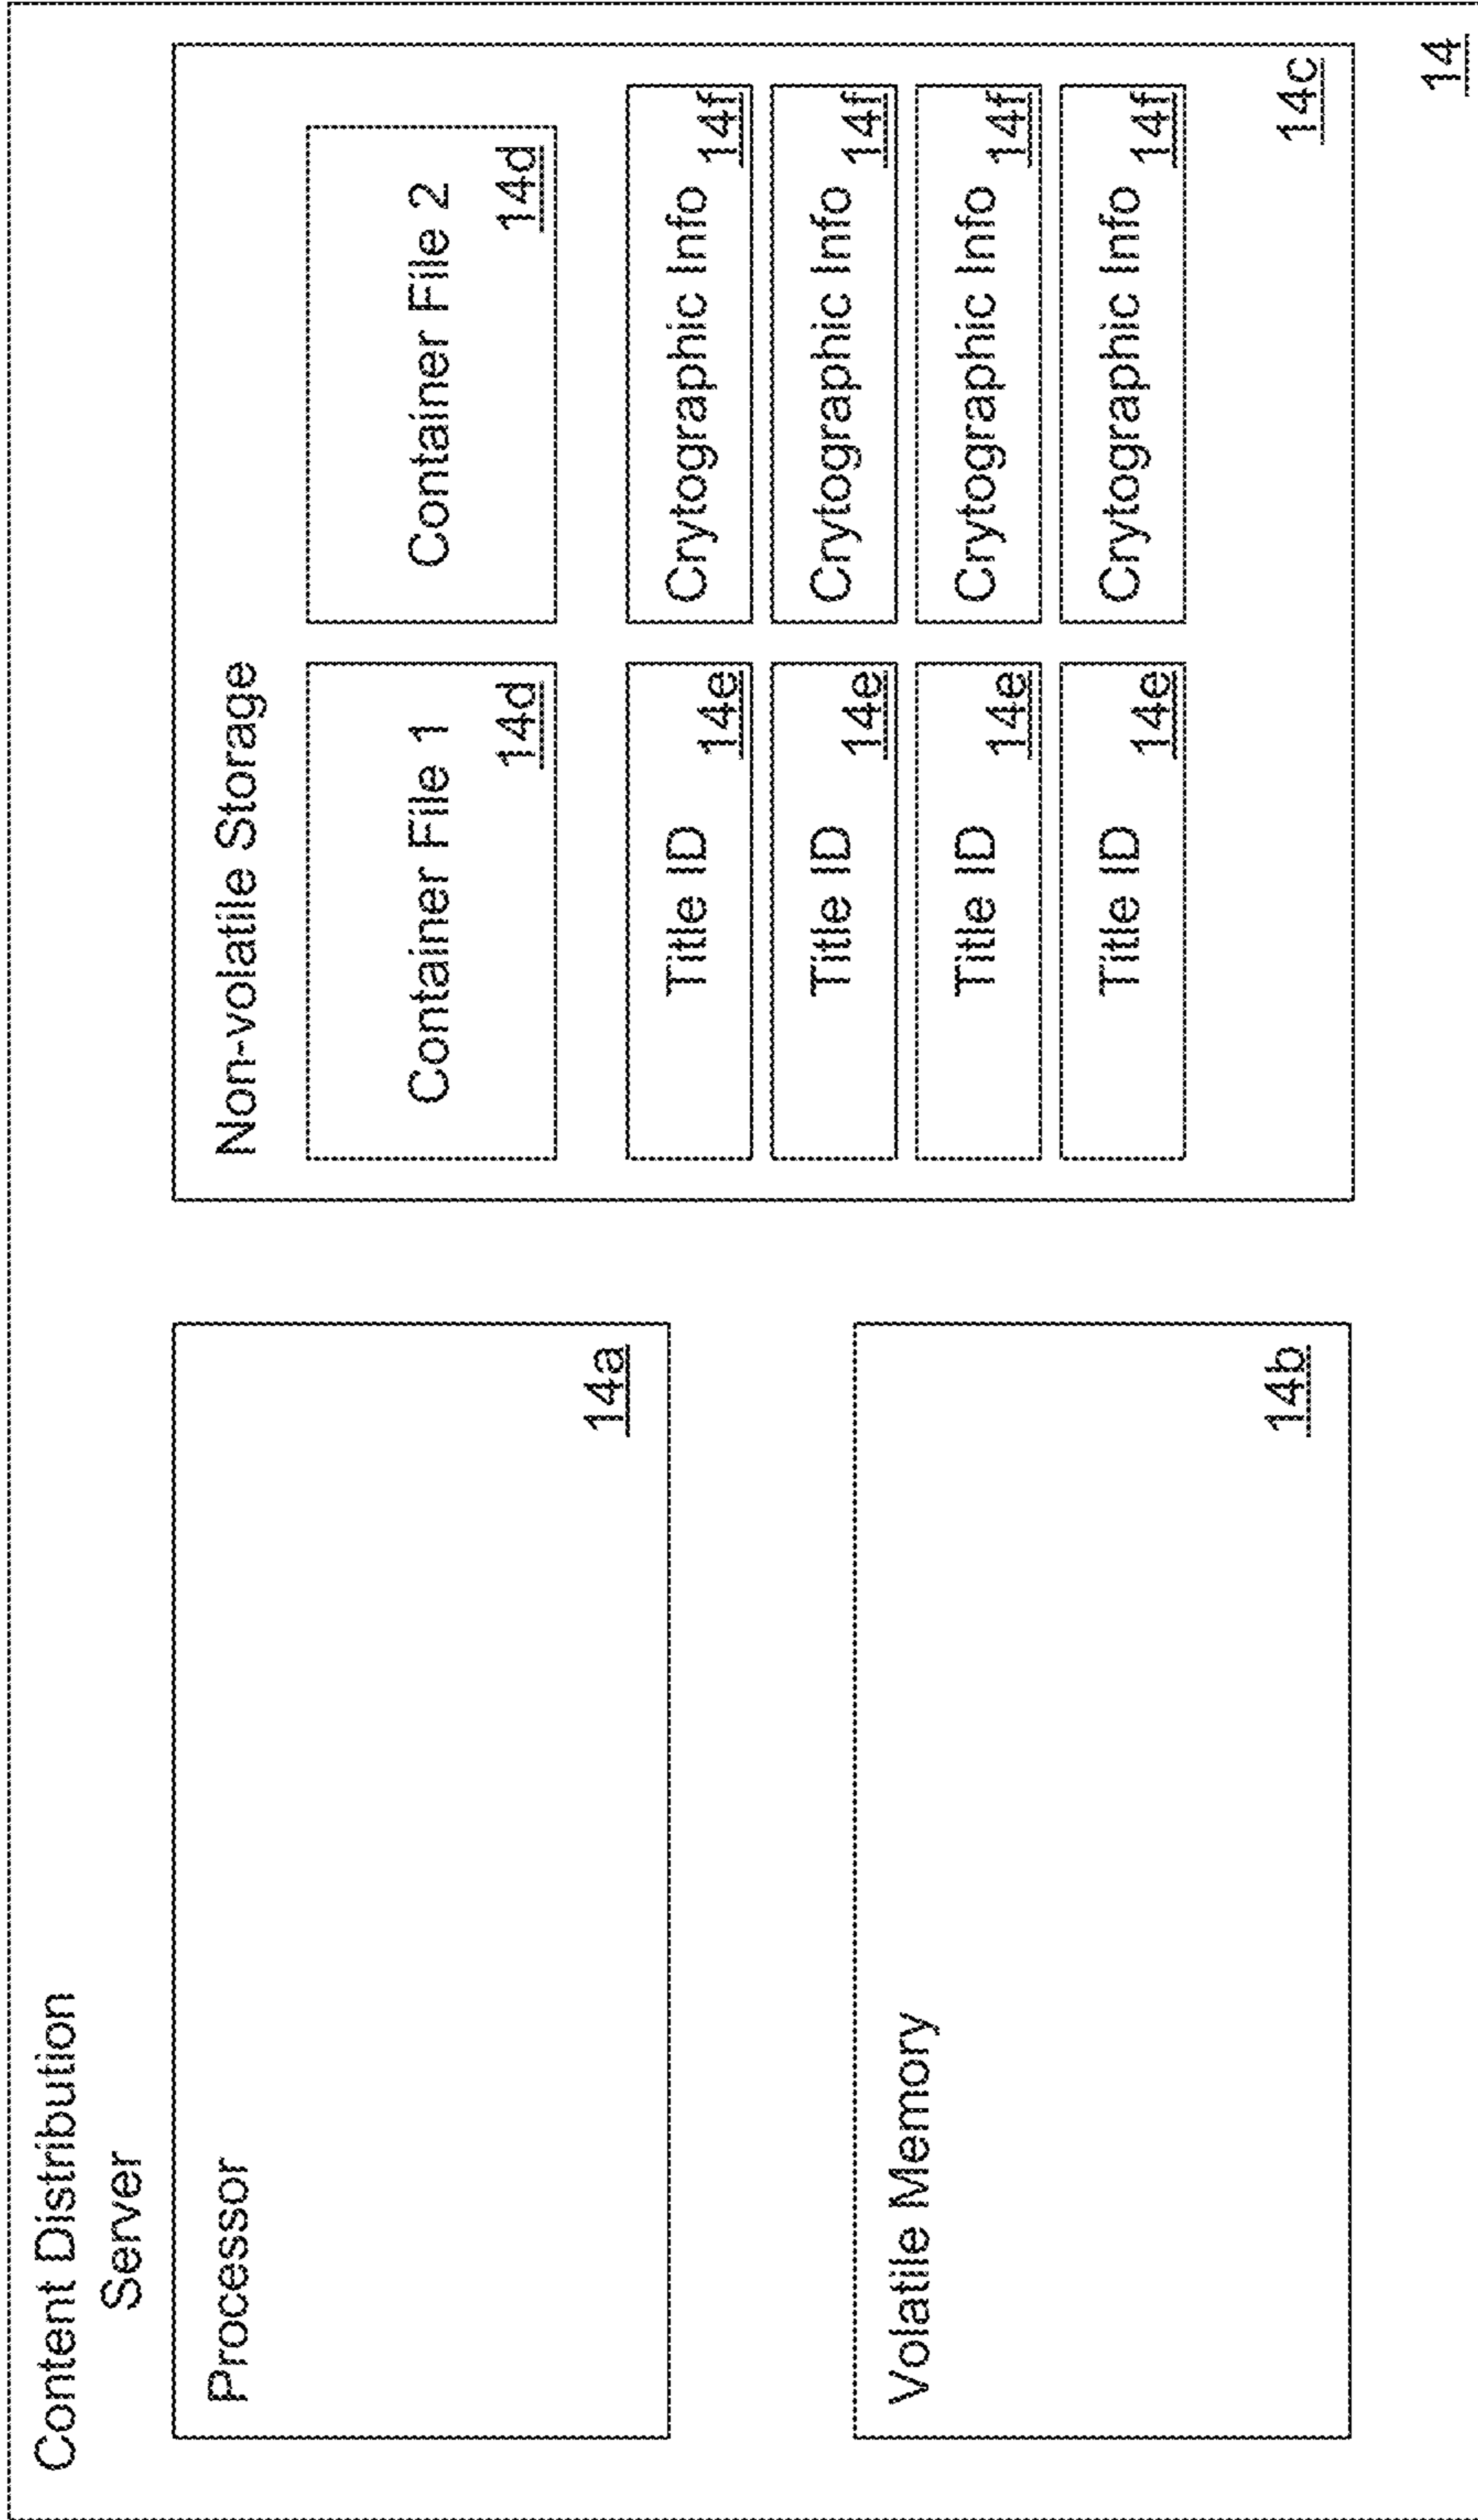 Content Distribution
Server
Processor
14a
Volatile Memory
14b
Non-volatile Storage
Container File 1
14d
Container File 2
14d
Title ID
14e
Crytographic Info
14f
Title ID
14e
Crytographic Info
14f
Title ID
14e
Crytographic Info
14f
Title ID
14e
Crytographic Info
14f
14c
14